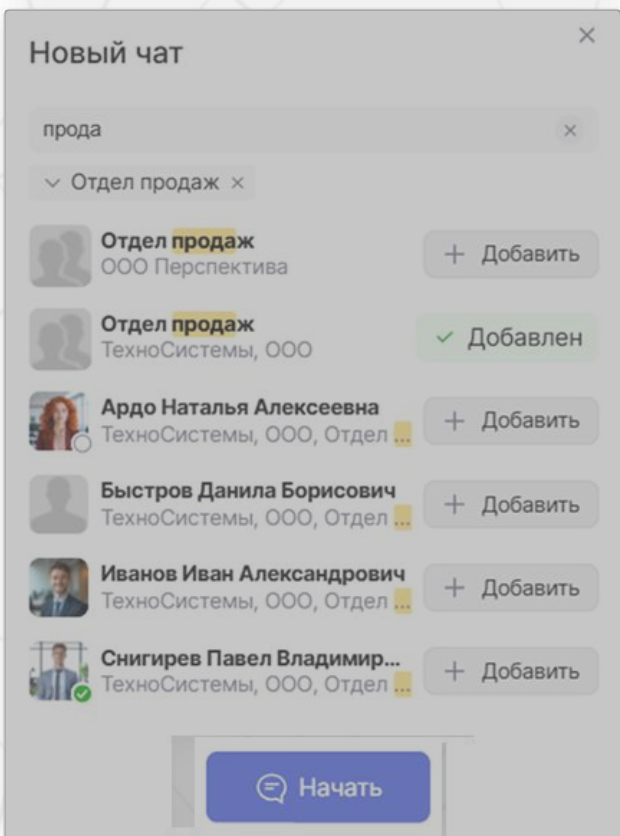 Новый чат
прода
Отдел продаж
Отдел продаж
ООО Перспектива
+ Добавить
Отдел продаж
ТехноСистемы, ООО
Добавлен
Ардо Наталья Алексеевна
ТехноСистемы, ООО, Отдел ...
+ Добавить
Быстров Данила Борисович
ТехноСистемы, ООО, Отдел ...
+ Добавить
Иванов Иван Александрович
ТехноСистемы, ООО, Отдел ...
+ Добавить
Снигирев Павел Владимир...
ТехноСистемы, ООО, Отдел ...
+ Добавить
Начать